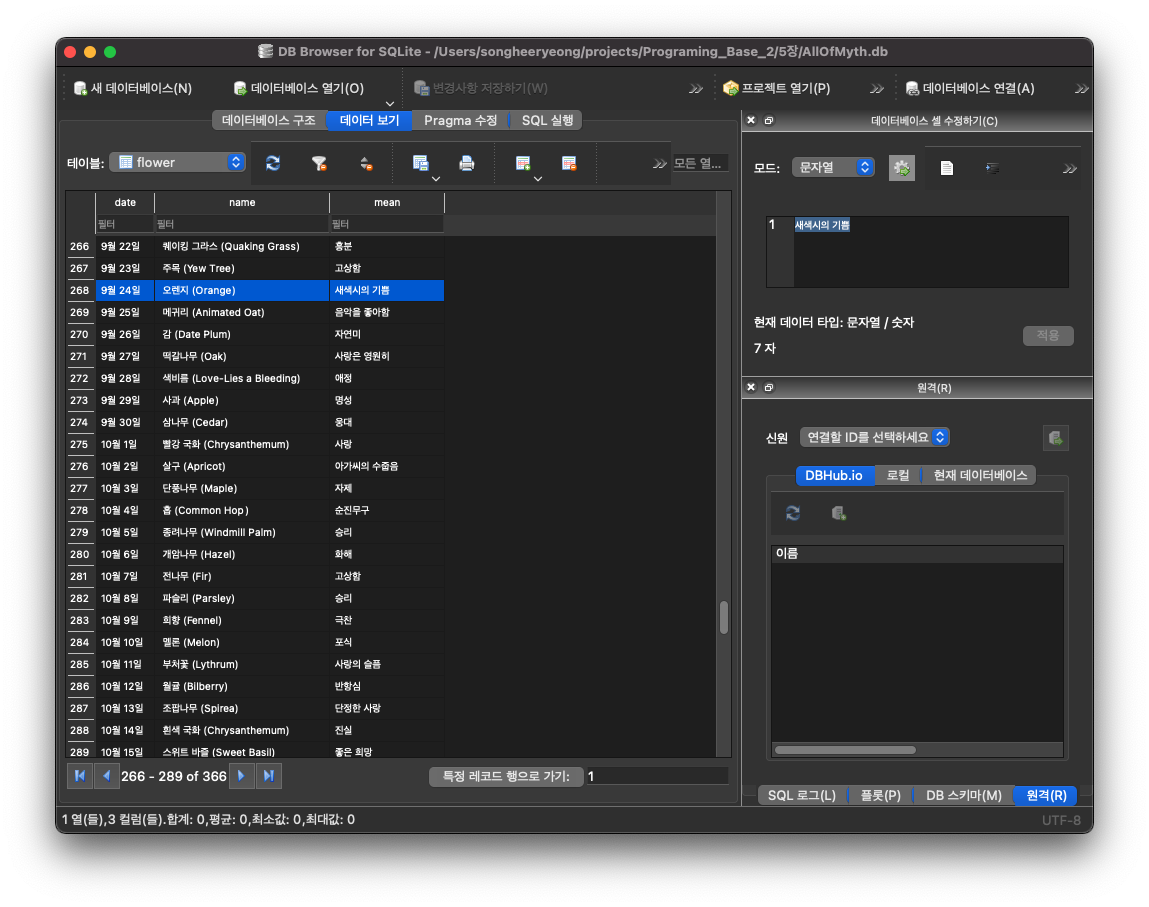 DB Browser for SQLite - /Users/songheeryeong/projects/Programing_Base_2/5장/AllOfMyth.db
새 데이터베이스(N) 데이터베이스 열기(O) 변경사항 저장하기(W) 프로젝트 열기(P) 데이터베이스 연결(A)
데이터베이스 구조 데이터 보기 Pragma 수정 SQL 실행
테이블: flower 모든 열...
date name mean
필터 필터 필터
266 9월 22일 퀘이킹 그라스 (Quaking Grass) 흥분
267 9월 23일 주목 (Yew Tree) 고상함
268 9월 24일 오렌지 (Orange) 새색시의 기쁨
269 9월 25일 메귀리 (Animated Oat) 음악을 좋아함
270 9월 26일 감 (Date Plum) 자연미
271 9월 27일 떡갈나무 (Oak) 사랑은 영원히
272 9월 28일 색비름 (Love-Lies a Bleeding) 애정
273 9월 29일 사과 (Apple) 명성
274 9월 30일 삼나무 (Cedar) 웅대
275 10월 1일 빨강 국화 (Chrysanthemum) 사랑
276 10월 2일 살구 (Apricot) 아가씨의 수줍음
277 10월 3일 단풍나무 (Maple) 자제
278 10월 4일 홉 (Common Hop) 순진무구
279 10월 5일 종려나무 (Windmill Palm) 승리
280 10월 6일 개암나무 (Hazel) 화해
281 10월 7일 전나무 (Fir) 고상함
282 10월 8일 파슬리 (Parsley) 승리
283 10월 9일 희향 (Fennel) 극찬
284 10월 10일 멜론 (Melon) 포식
285 10월 11일 부처꽃 (Lythrum) 사랑의 슬픔
286 10월 12일 월귤 (Bilberry) 반항심
287 10월 13일 조팝나무 (Spirea) 단정한 사랑
288 10월 14일 흰색 국화 (Chrysanthemum) 진실
289 10월 15일 스위트 바즐 (Sweet Basil) 좋은 희망
266 - 289 of 366 특정 레코드 행으로 가기: 1
1 열(들),3 컬럼(들).합계: 0,평균: 0,최소값: 0,최대값: 0
데이터베이스 셀 수정하기(C)
모드: 문자열
1 새색시의 기쁨
현재 데이터 타입: 문자열 / 숫자
7 자
적용
원격(R)
신원 연결할 ID를 선택하세요
DBHub.io 로컬 현재 데이터베이스
이름
SQL 로그(L) 플롯(P) DB 스키마(M) 원격(R)
UTF-8